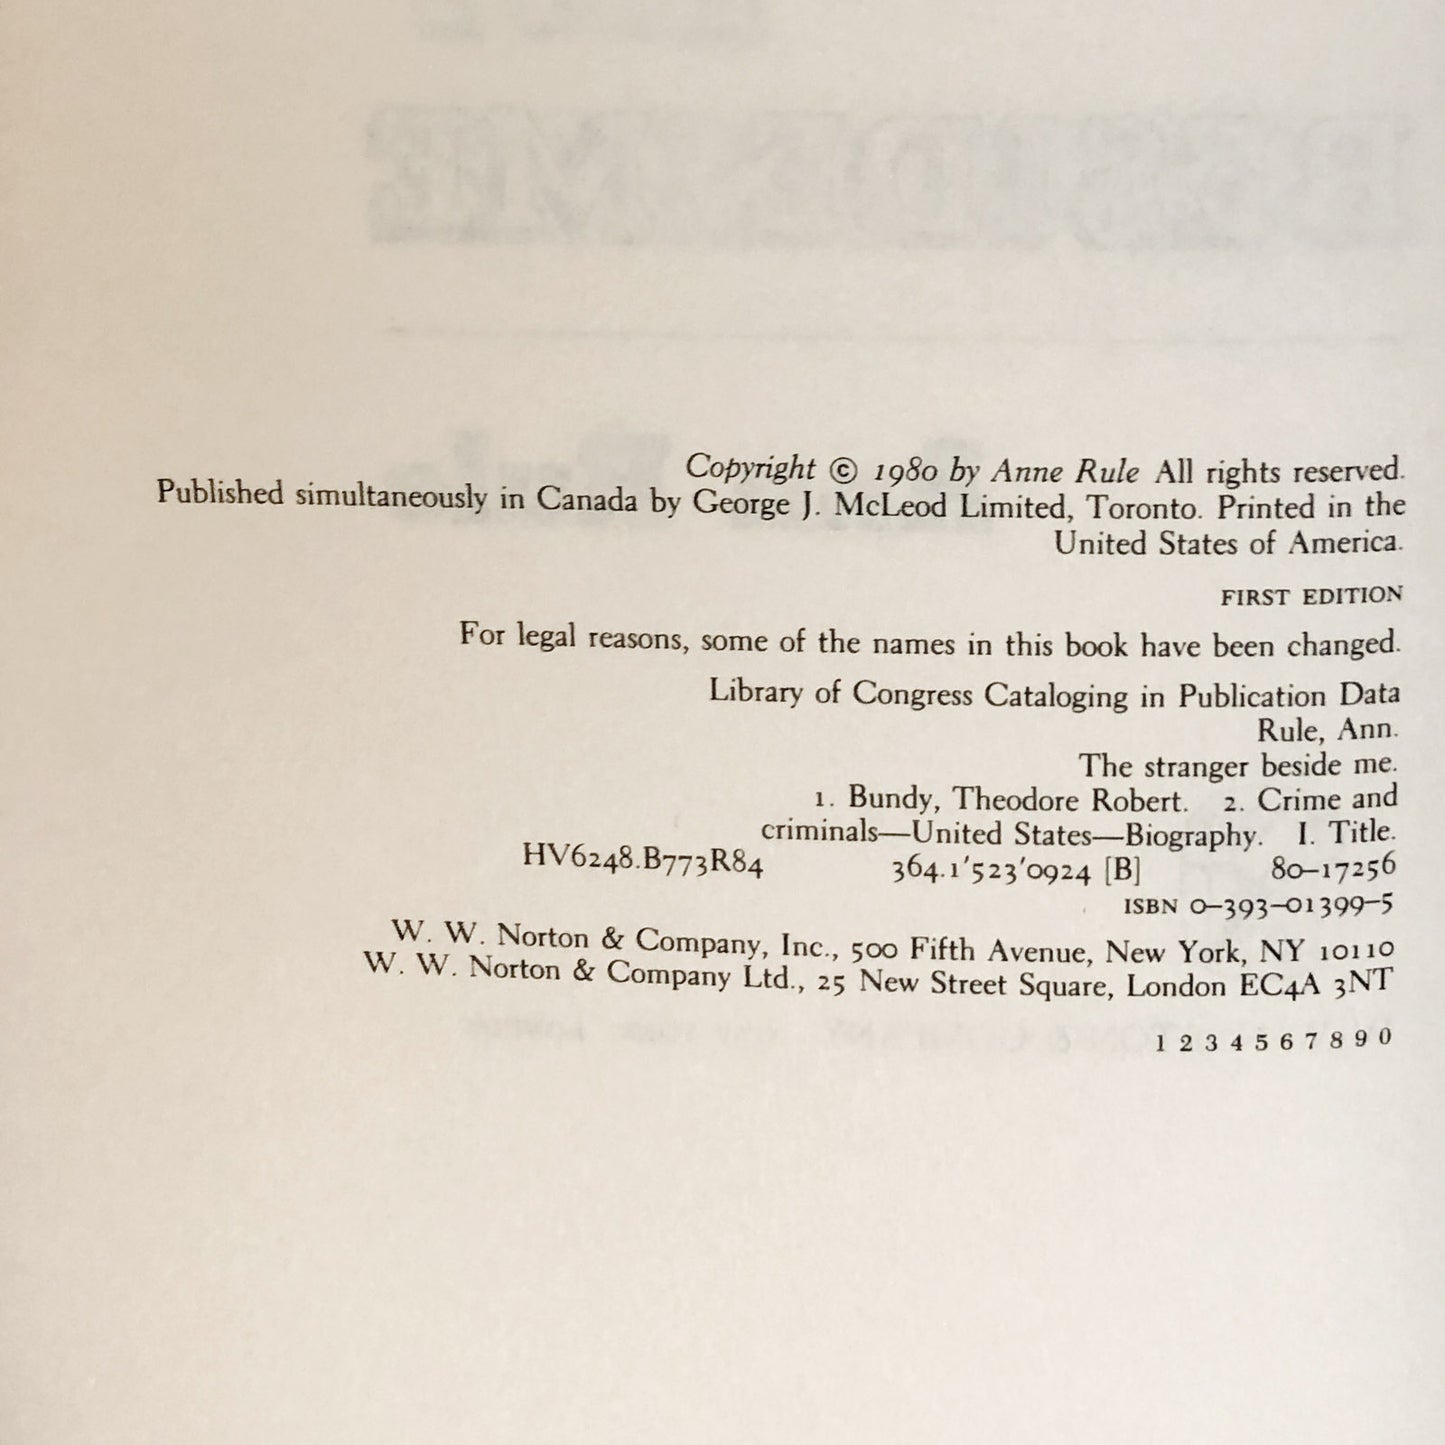 Copyright © 1980 by Anne Rule All rights reserved.
Published simultaneously in Canada by George J. McLeod Limited, Toronto. Printed in the
United States of America.
FIRST EDITION
For legal reasons, some of the names in this book have been changed.
Library of Congress Cataloging in Publication Data
Rule, Ann.
The stranger beside me.
1. Bundy, Theodore Robert. 2. Crime and
criminals—United States—Biography. I. Title.
HV6248.B773R84 364.1'523'0924 [B] 80–17256
ISBN 0–393–01399–5
W. W. Norton & Company, Inc., 500 Fifth Avenue, New York, NY 10110
W. W. Norton & Company Ltd., 25 New Street Square, London EC4A 3NT
1 2 3 4 5 6 7 8 9 0